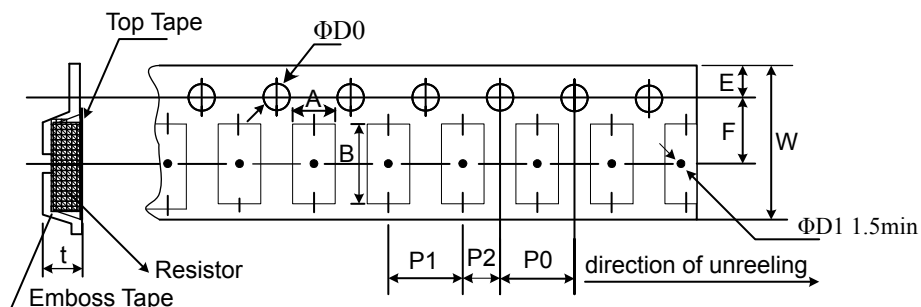 Top Tape
ΦD0
A
E
F
W
B
ΦD1 1.5min
t
Resistor
P1
P2
P0
direction of unreeling
Emboss Tape